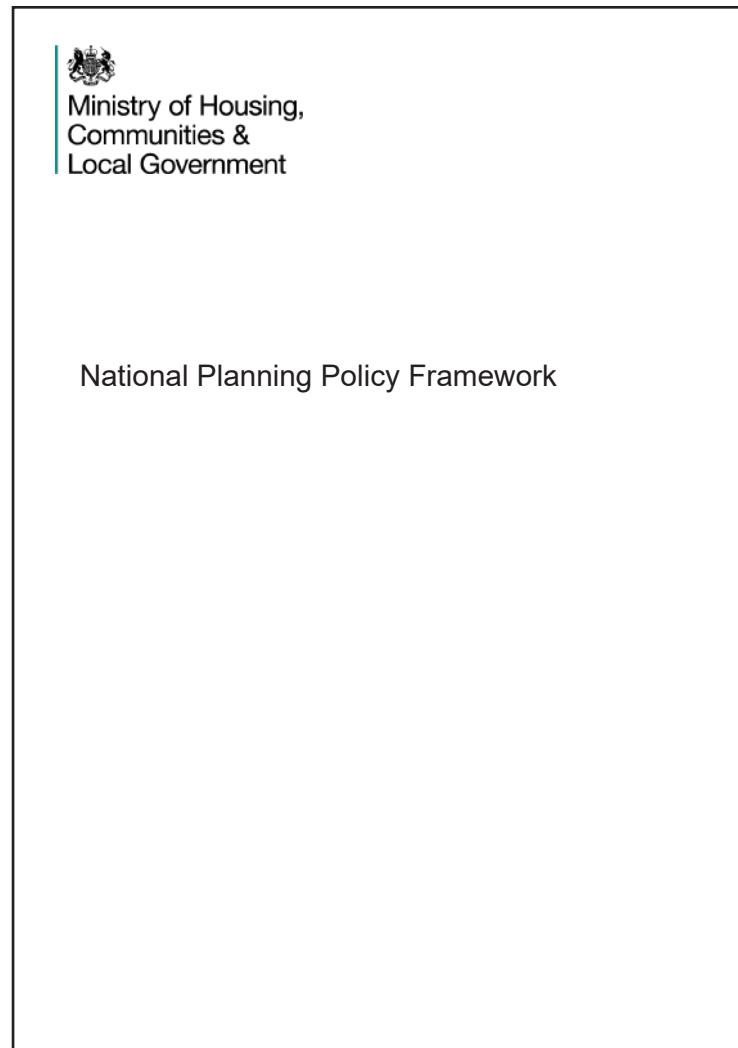 Ministry of Housing,
Communities &
Local Government
National Planning Policy Framework